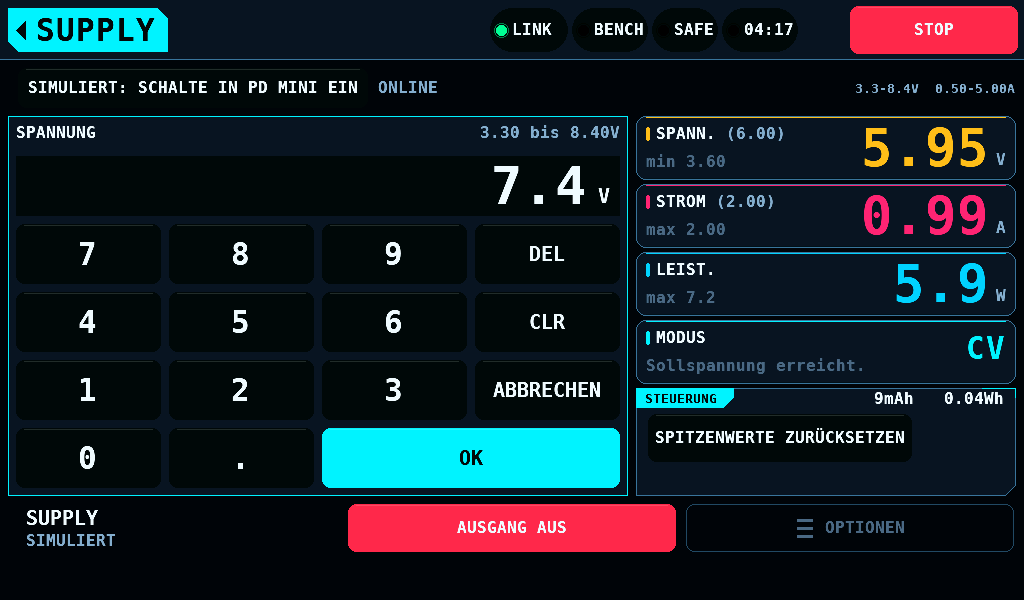 SUPPLY
LINK
BENCH
SAFE
04:17
STOP
SIMULIERT: SCHALTE IN PD MINI EIN
ONLINE
3.3-8.4V 0.50-5.00A
SPANNUNG
3.30 bis 8.40V
7.4 V
7 8 9 DEL
4 5 6 CLR
1 2 3 ABBRECHEN
0 . OK
SPANN. (6.00)
min 3.60
5.95 V
STROM (2.00)
max 2.00
0.99 A
LEIST.
max 7.2
5.9 W
MODUS
Sollspannung erreicht.
CV
STEUERUNG
9mAh 0.04Wh
SPITZENWERTE ZURÜCKSETZEN
SUPPLY
SIMULIERT
AUSGANG AUS
OPTIONEN